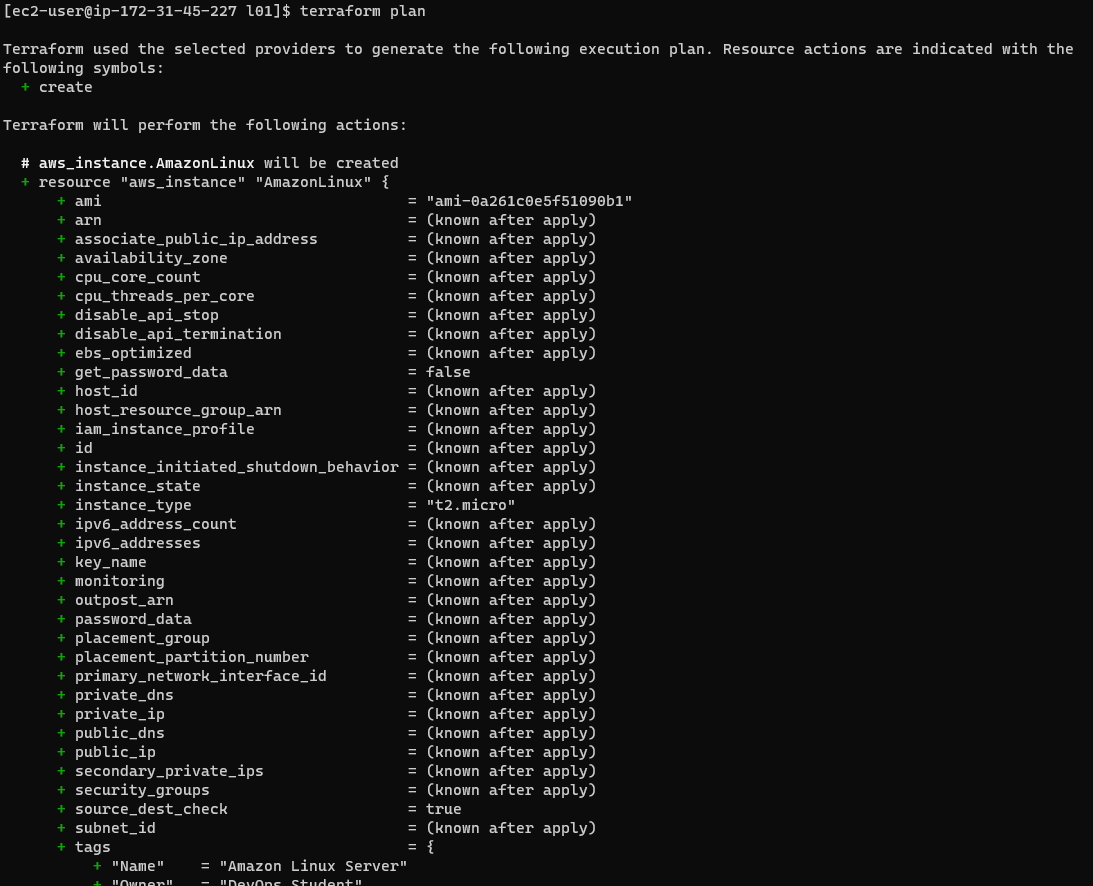 [ec2-user@ip-172-31-45-227 l01]$ terraform plan
Terraform used the selected providers to generate the following execution plan. Resource actions are indicated with the
following symbols:
  + create
Terraform will perform the following actions:
  # aws_instance.AmazonLinux will be created
  + resource "aws_instance" "AmazonLinux" {
      + ami                                  = "ami-0a261c0e5f51090b1"
      + arn                                  = (known after apply)
      + associate_public_ip_address          = (known after apply)
      + availability_zone                    = (known after apply)
      + cpu_core_count                       = (known after apply)
      + cpu_threads_per_core                 = (known after apply)
      + disable_api_stop                     = (known after apply)
      + disable_api_termination              = (known after apply)
      + ebs_optimized                        = (known after apply)
      + get_password_data                    = false
      + host_id                              = (known after apply)
      + host_resource_group_arn              = (known after apply)
      + iam_instance_profile                 = (known after apply)
      + id                                   = (known after apply)
      + instance_initiated_shutdown_behavior = (known after apply)
      + instance_state                       = (known after apply)
      + instance_type                        = "t2.micro"
      + ipv6_address_count                   = (known after apply)
      + ipv6_addresses                       = (known after apply)
      + key_name                             = (known after apply)
      + monitoring                           = (known after apply)
      + outpost_arn                          = (known after apply)
      + password_data                        = (known after apply)
      + placement_group                      = (known after apply)
      + placement_partition_number           = (known after apply)
      + primary_network_interface_id         = (known after apply)
      + private_dns                          = (known after apply)
      + private_ip                           = (known after apply)
      + public_dns                           = (known after apply)
      + public_ip                            = (known after apply)
      + secondary_private_ips                = (known after apply)
      + security_groups                      = (known after apply)
      + source_dest_check                    = true
      + subnet_id                            = (known after apply)
      + tags                                 = {
          + "Name"    = "Amazon Linux Server"
          + "Owner"   = "DevOps Student"